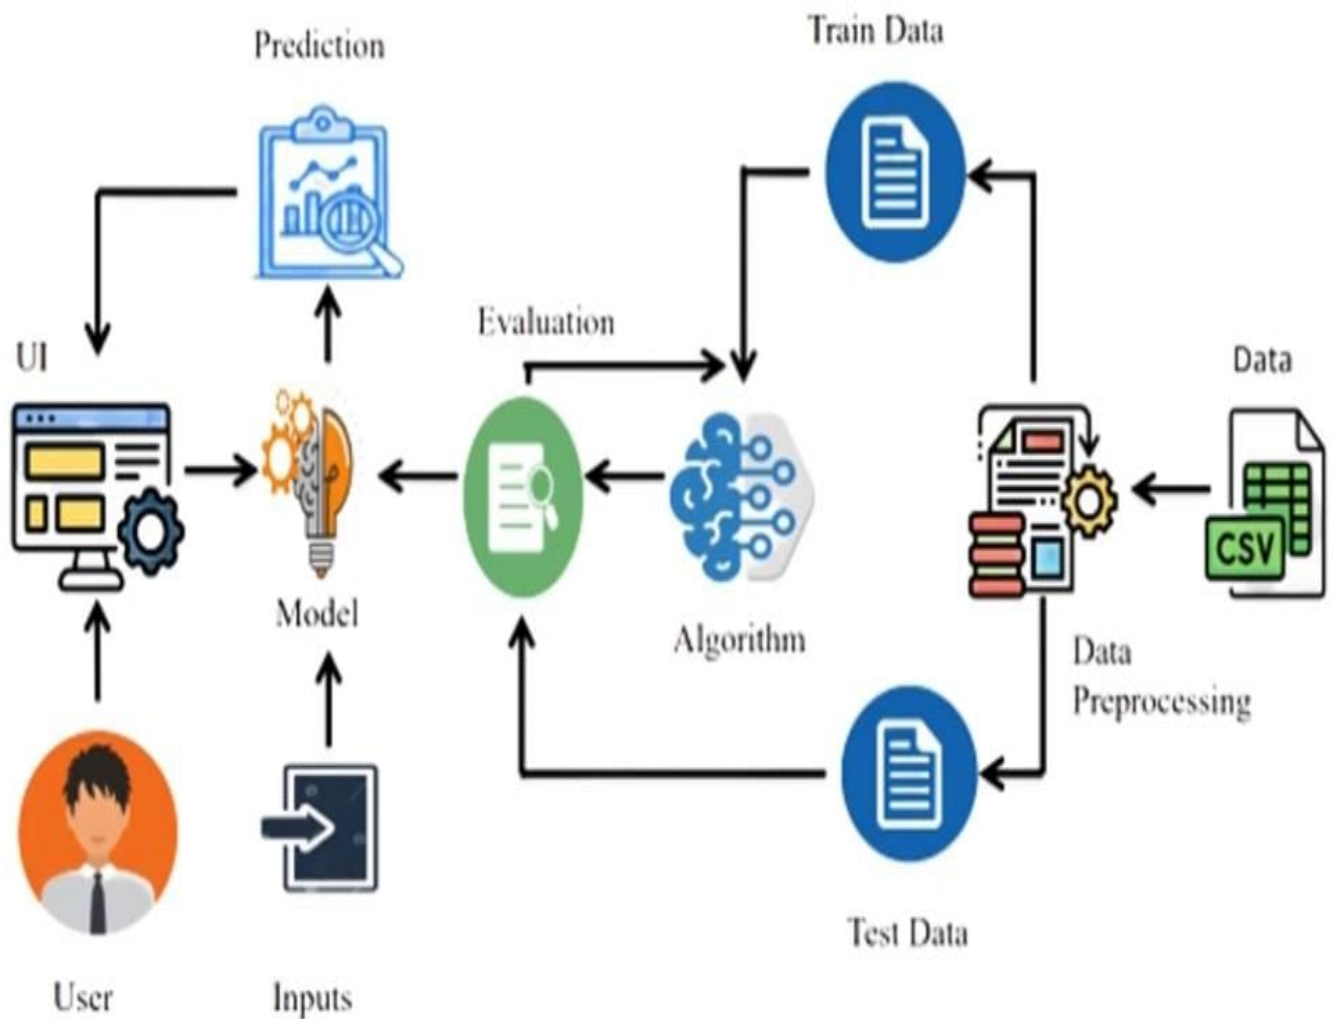 Prediction
Train Data
Evaluation
UI
Data
CSV
Model
Algorithm
Data
Preprocessing
Test Data
User
Inputs